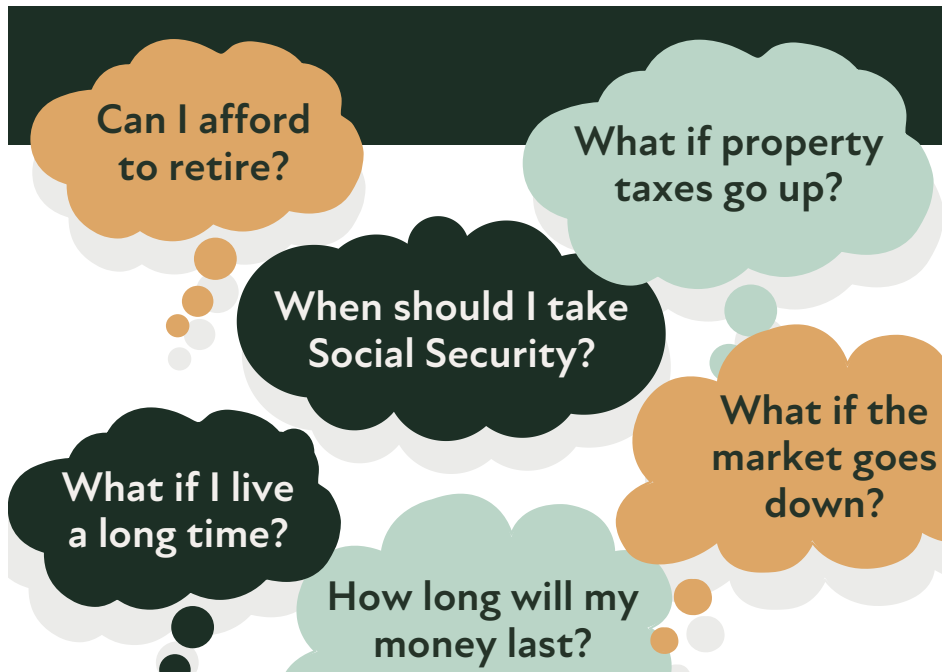 Can I afford
to retire?
What if property
taxes go up?
When should I take
Social Security?
What if the
market goes
down?
What if I live
a long time?
How long will my
money last?